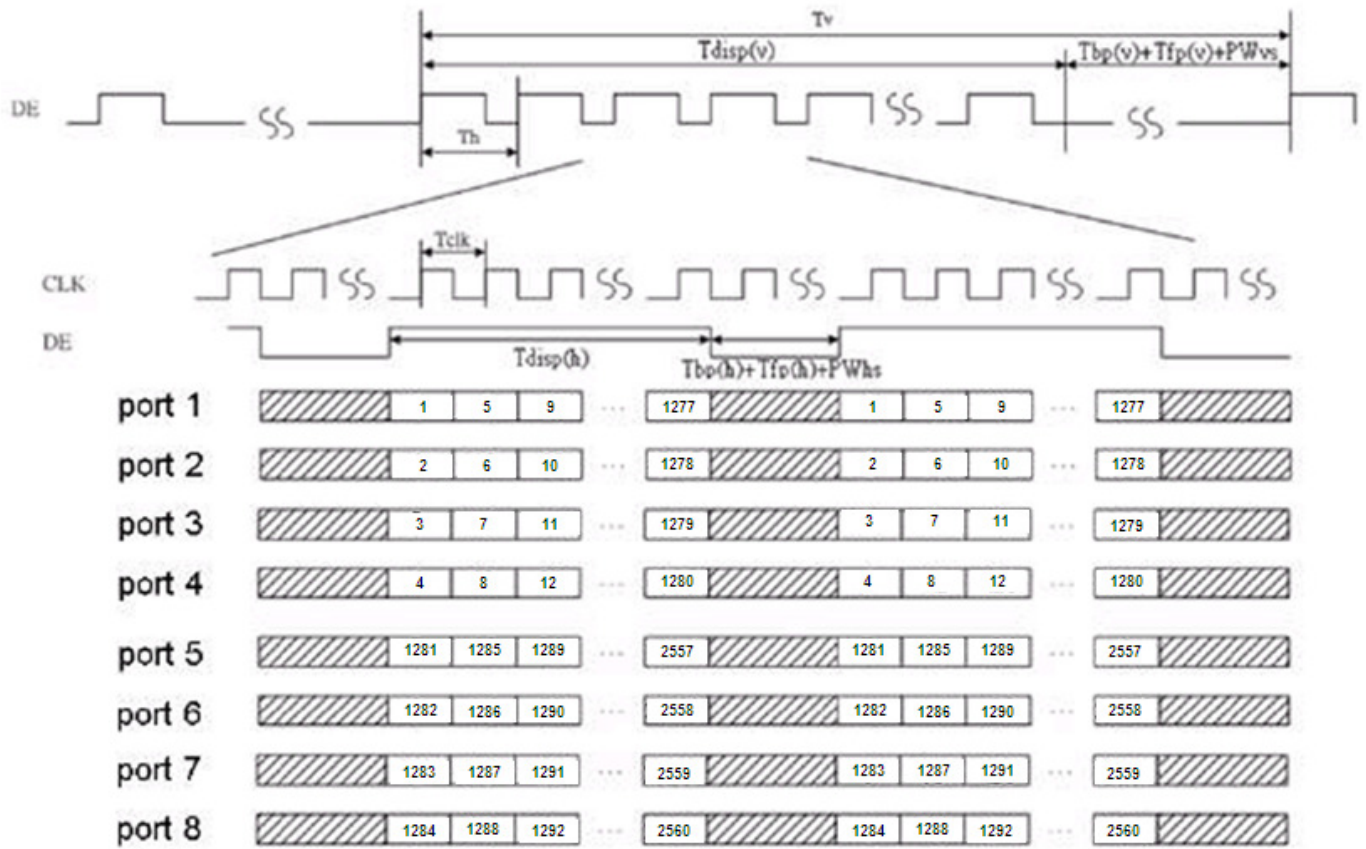 Tv
Tdisp(v) Tbp(v)+Tfp(v)+PWvs
DE
Th
Tclk
CLK
DE
Tdisp(h) Tbp(h)+Tfp(h)+PWhs
port 1 1 5 9 ... 1277 1 5 9 ... 1277
port 2 2 6 10 ... 1278 2 6 10 ... 1278
port 3 3 7 11 ... 1279 3 7 11 ... 1279
port 4 4 8 12 ... 1280 4 8 12 ... 1280
port 5 1281 1285 1289 ... 2557 1281 1285 1289 ... 2557
port 6 1282 1286 1290 ... 2558 1282 1286 1290 ... 2558
port 7 1283 1287 1291 ... 2559 1283 1287 1291 ... 2559
port 8 1284 1288 1292 ... 2560 1284 1288 1292 ... 2560